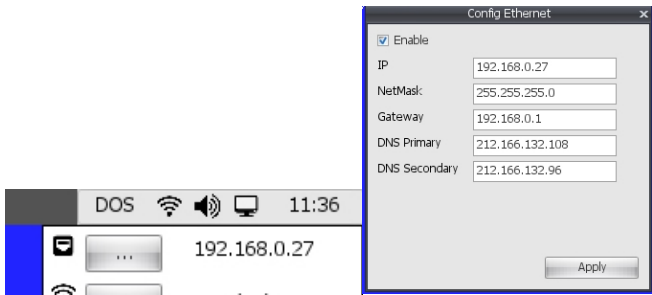 Config Ethernet x
Enable
IP 192.168.0.27
NetMask 255.255.255.0
Gateway 192.168.0.1
DNS Primary 212.166.132.108
DNS Secondary 212.166.132.96
Apply
DOS 11:36
... 192.168.0.27